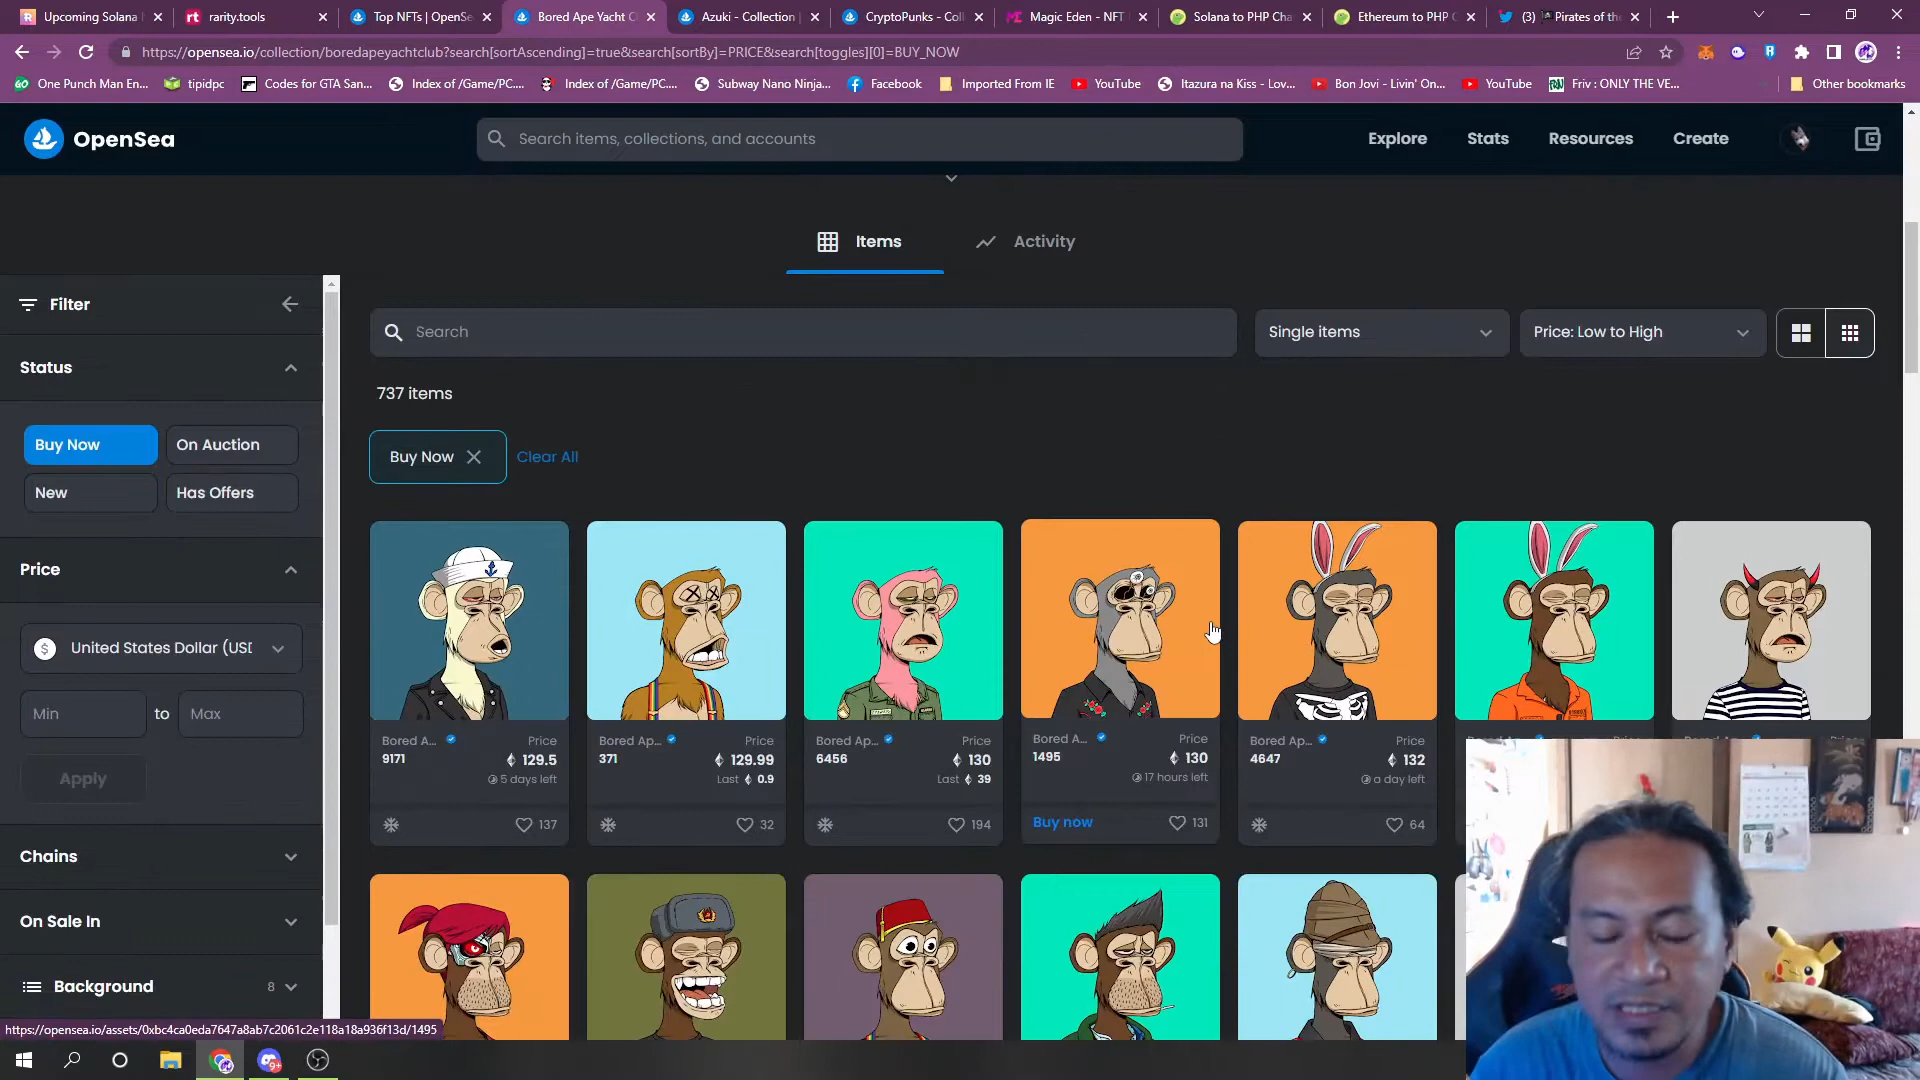 Upcoming Solana N
rarity.tools
Top NFTs | OpenSe
Bored Ape Yacht C
Azuki - Collection |
CryptoPunks - Coll
Magic Eden - NFT
Solana to PHP Cha
Ethereum to PHP C
(3) Pirates of the
https://opensea.io/collection/boredapeyachtclub?search[sortAscending]=true&search[sortBy]=PRICE&search[toggles][0]=BUY_NOW
One Punch Man En...
tipidpc
Codes for GTA San...
Index of /Game/PC....
Index of /Game/PC....
Subway Nano Ninja...
Facebook
Imported From IE
YouTube
Itazura na Kiss - Lov...
Bon Jovi - Livin' On...
YouTube
Friv : ONLY THE VE...
Other bookmarks
OpenSea
Search items, collections, and accounts
Explore
Stats
Resources
Create
Items
Activity
Filter
Search
Single items
Price: Low to High
Status
737 items
Buy Now
On Auction
Buy Now
Clear All
New
Has Offers
Price
United States Dollar (USD
Min
to
Max
Apply
Bored A...
Price
9171
129.5
5 days left
137
Bored Ap...
Price
371
129.99
Last 0.9
32
Bored Ap...
Price
6456
130
Last 39
194
Bored A...
Price
1495
130
17 hours left
Buy now
131
Bored Ap...
Price
4647
132
a day left
64
Chains
On Sale In
Background
8
https://opensea.io/assets/0xbc4ca0eda7647a8ab7c2061c2e118a18a936f13d/1495
9+